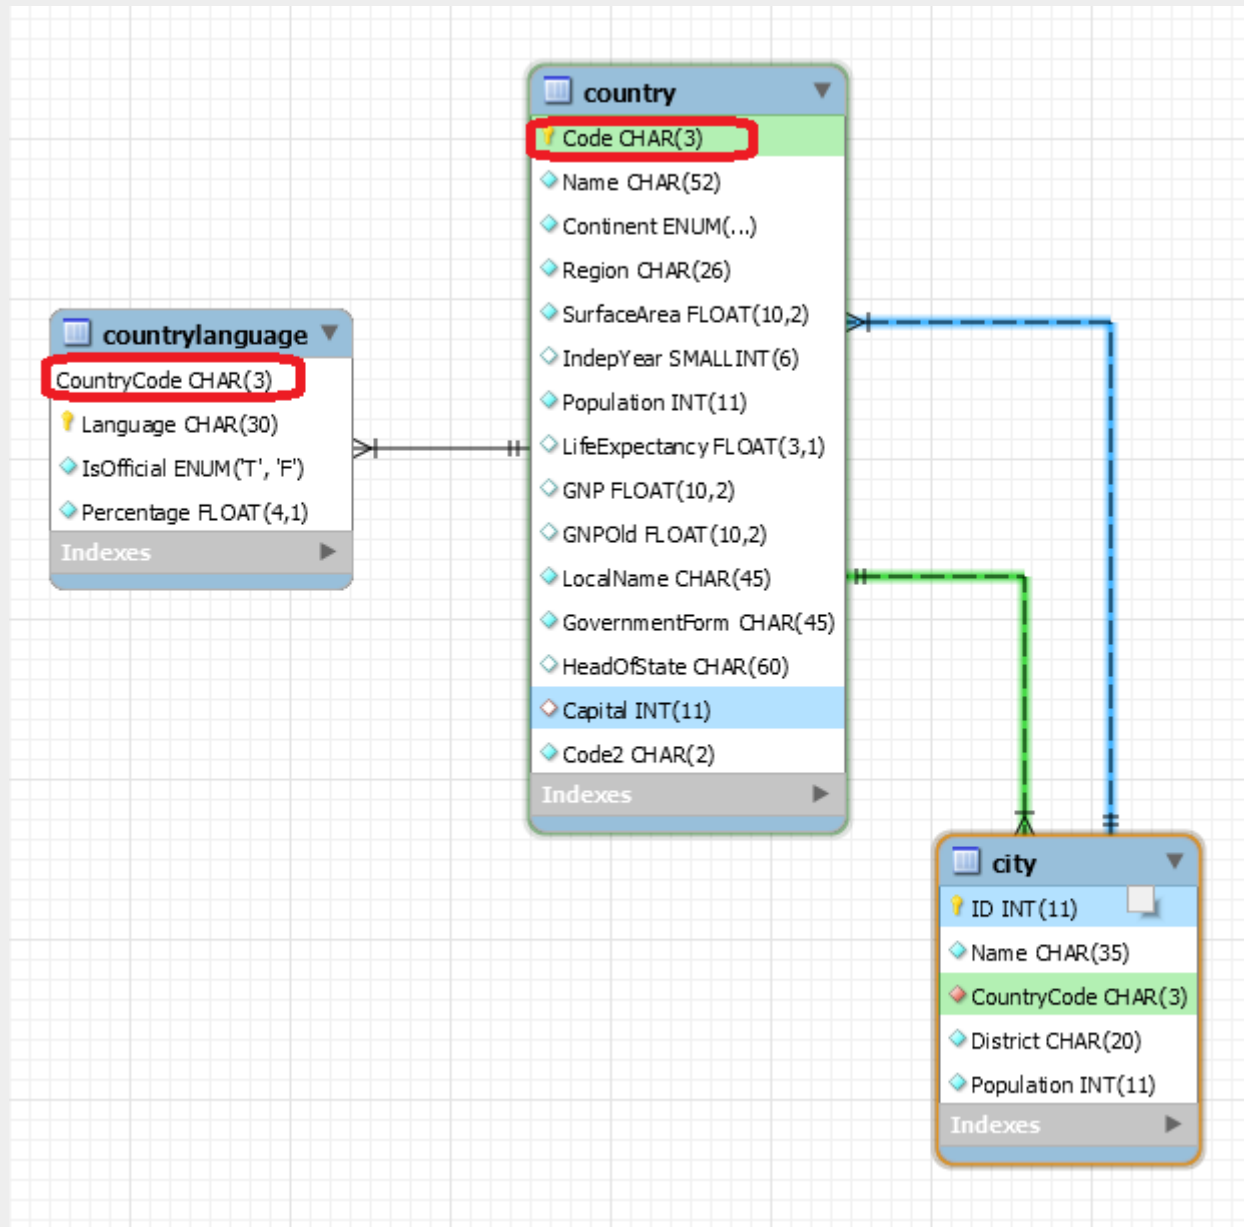 country
Code CHAR(3)
Name CHAR(52)
Continent ENUM(...)
Region CHAR(26)
SurfaceArea FLOAT(10,2)
IndepYear SMALLINT(6)
Population INT(11)
LifeExpectancy FLOAT(3,1)
GNP FLOAT(10,2)
GNPOld FLOAT(10,2)
LocalName CHAR(45)
GovernmentForm CHAR(45)
HeadOfState CHAR(60)
Capital INT(11)
Code2 CHAR(2)
Indexes
countrylanguage
CountryCode CHAR(3)
Language CHAR(30)
IsOfficial ENUM('T', 'F')
Percentage FLOAT(4,1)
Indexes
city
ID INT(11)
Name CHAR(35)
CountryCode CHAR(3)
District CHAR(20)
Population INT(11)
Indexes